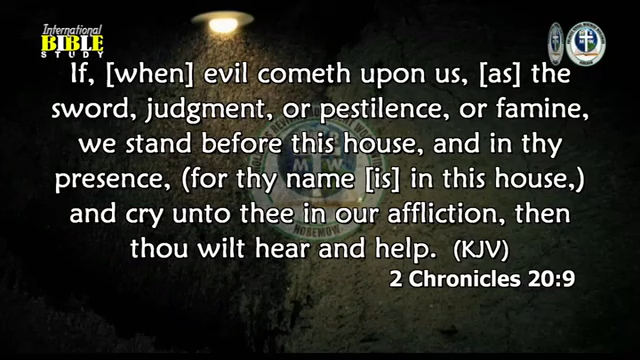 International
BIBLE
STUDY
If, [when] evil cometh upon us, [as] the
sword, judgment, or pestilence, or famine,
we stand before this house, and in thy
presence, (for thy name [is] in this house,)
and cry unto thee in our affliction, then
thou wilt hear and help. (KJV)
2 Chronicles 20:9